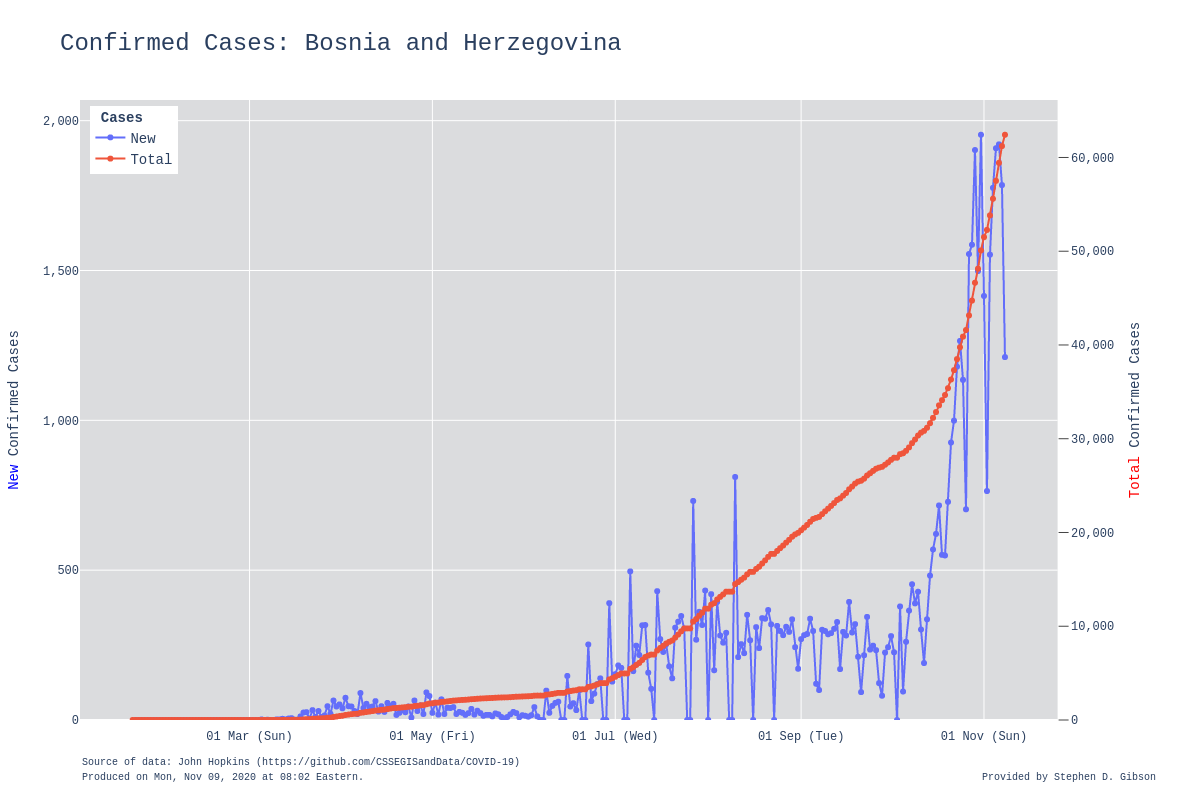 Confirmed Cases: Bosnia and Herzegovina
Cases
New
Total
2,000
1,500
1,000
500
0
60,000
50,000
40,000
30,000
20,000
10,000
0
New Confirmed Cases
Total Confirmed Cases
01 Mar (Sun)
01 May (Fri)
01 Jul (Wed)
01 Sep (Tue)
01 Nov (Sun)
Source of data: John Hopkins (https://github.com/CSSEGISandData/COVID-19)
Produced on Mon, Nov 09, 2020 at 08:02 Eastern.
Provided by Stephen D. Gibson